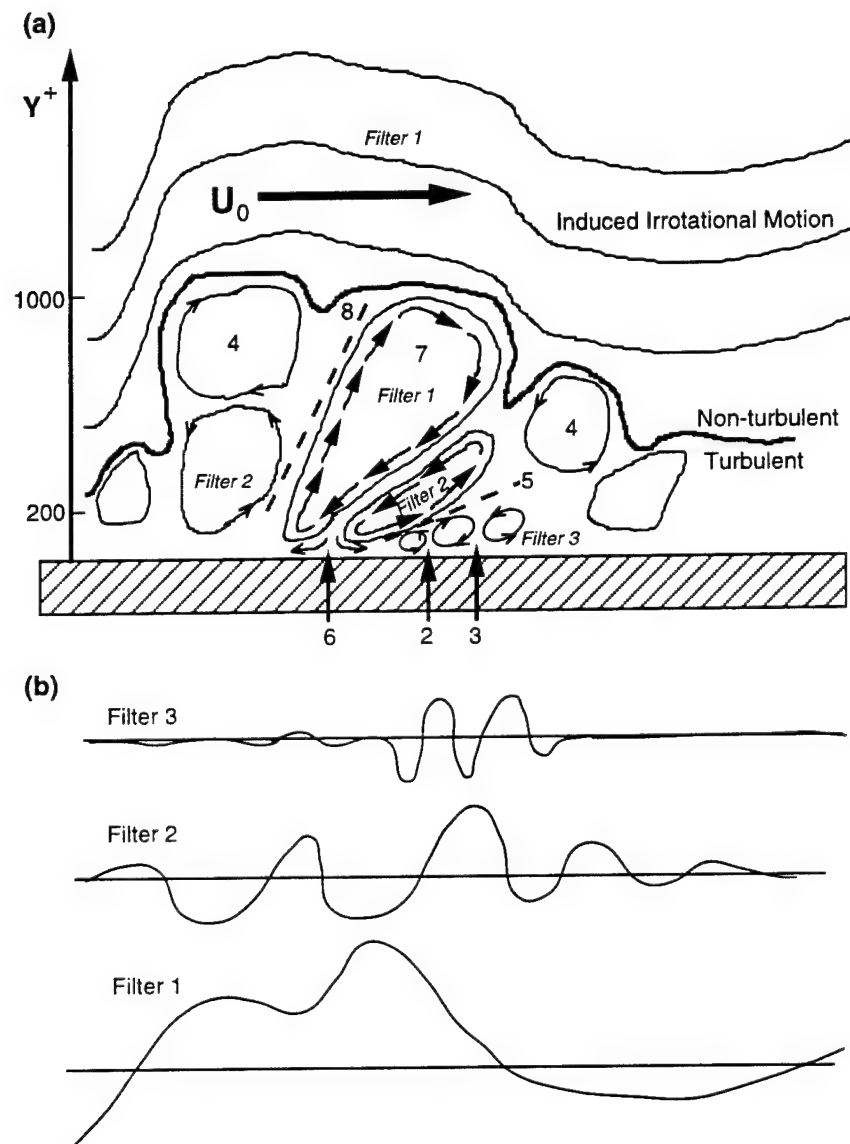 (a)
Y+
Filter 1
U0
Induced Irrotational Motion
1000
8
4
7
Filter 1
4
Non-turbulent
Turbulent
Filter 2
Filter 2
5
200
Filter 3
6
2
3
(b)
Filter 3
Filter 2
Filter 1